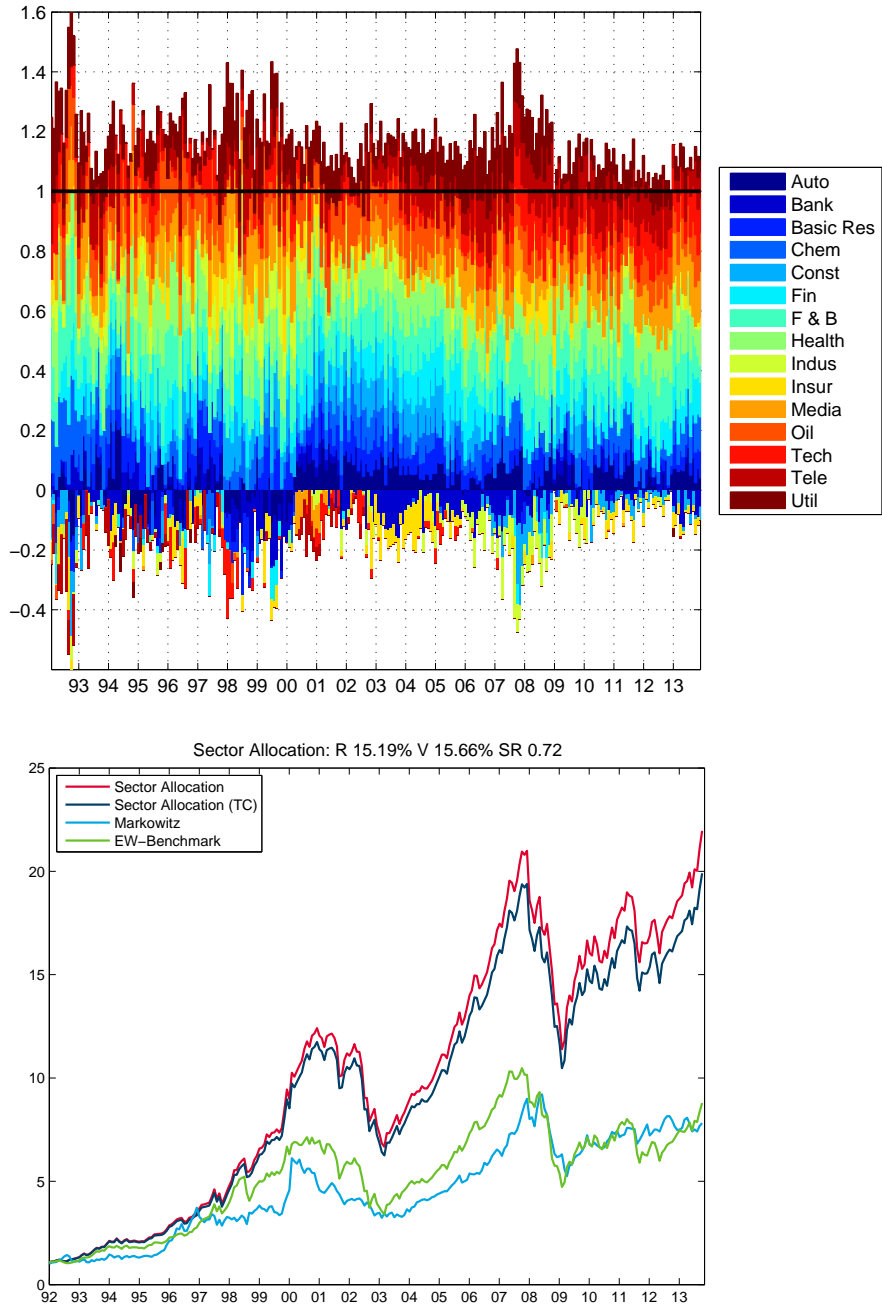 1.6
1.4
1.2
1
0.8
0.6
0.4
0.2
0
−0.2
−0.4
93 94 95 96 97 98 99 00 01 02 03 04 05 06 07 08 09 10 11 12 13
Auto
Bank
Basic Res
Chem
Const
Fin
F & B
Health
Indus
Insur
Media
Oil
Tech
Tele
Util
Sector Allocation: R 15.19% V 15.66% SR 0.72
25
20
15
10
5
0
Sector Allocation
Sector Allocation (TC)
Markowitz
EW−Benchmark
92 93 94 95 96 97 98 99 00 01 02 03 04 05 06 07 08 09 10 11 12 13